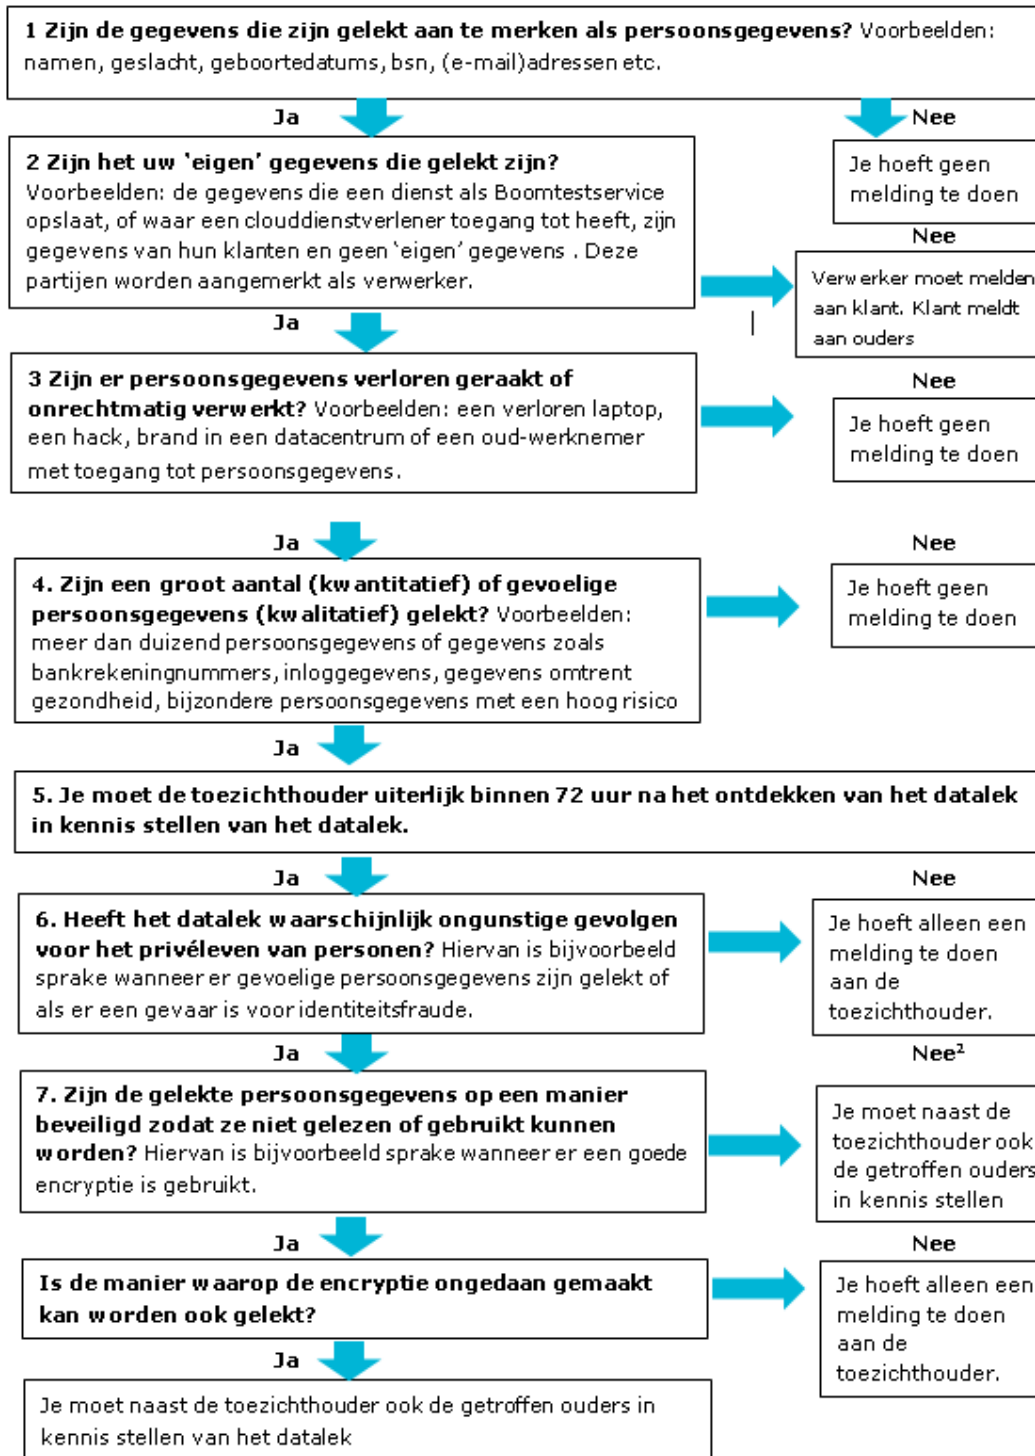 1 Zijn de gegevens die zijn gelekt aan te merken als persoonsgegevens? Voorbeelden:
namen, geslacht, geboortedatums, bsn, (e-mail)adressen etc.
Ja
Nee
2 Zijn het uw ‘eigen’ gegevens die gelekt zijn?
Voorbeelden: de gegevens die een dienst als Boomtestservice
opslaat, of waar een clouddienstverlener toegang tot heeft, zijn
gegevens van hun klanten en geen ‘eigen’ gegevens . Deze
partijen worden aangemerkt als verwerker.
Je hoeft geen
melding te doen
Nee
Verwerker moet melden
aan klant. Klant meldt
aan ouders
Ja
3 Zijn er persoonsgegevens verloren geraakt of
onrechtmatig verwerkt? Voorbeelden: een verloren laptop,
een hack, brand in een datacentrum of een oud-werknemer
met toegang tot persoonsgegevens.
Nee
Je hoeft geen
melding te doen
Ja
Nee
4. Zijn een groot aantal (kwantitatief) of gevoelige
persoonsgegevens (kwalitatief) gelekt? Voorbeelden:
meer dan duizend persoonsgegevens of gegevens zoals
bankrekeningnummers, inloggegevens, gegevens omtrent
gezondheid, bijzondere persoonsgegevens met een hoog risico
Je hoeft geen
melding te doen
Ja
5. Je moet de toezichthouder uiterlijk binnen 72 uur na het ontdekken van het datalek
in kennis stellen van het datalek.
Ja
Nee
6. Heeft het datalek waarschijnlijk ongunstige gevolgen
voor het privéleven van personen? Hiervan is bijvoorbeeld
sprake wanneer er gevoelige persoonsgegevens zijn gelekt of
als er een gevaar is voor identiteitsfraude.
Je hoeft alleen een
melding te doen
aan de
toezichthouder.
Ja
Nee²
7. Zijn de gelekte persoonsgegevens op een manier
beveiligd zodat ze niet gelezen of gebruikt kunnen
worden? Hiervan is bijvoorbeeld sprake wanneer er een goede
encryptie is gebruikt.
Je moet naast de
toezichthouder ook
de getroffen ouders
in kennis stellen
Ja
Nee
Is de manier waarop de encryptie ongedaan gemaakt
kan worden ook gelekt?
Je hoeft alleen een
melding te doen
aan de
toezichthouder.
Ja
Je moet naast de toezichthouder ook de getroffen ouders in
kennis stellen van het datalek